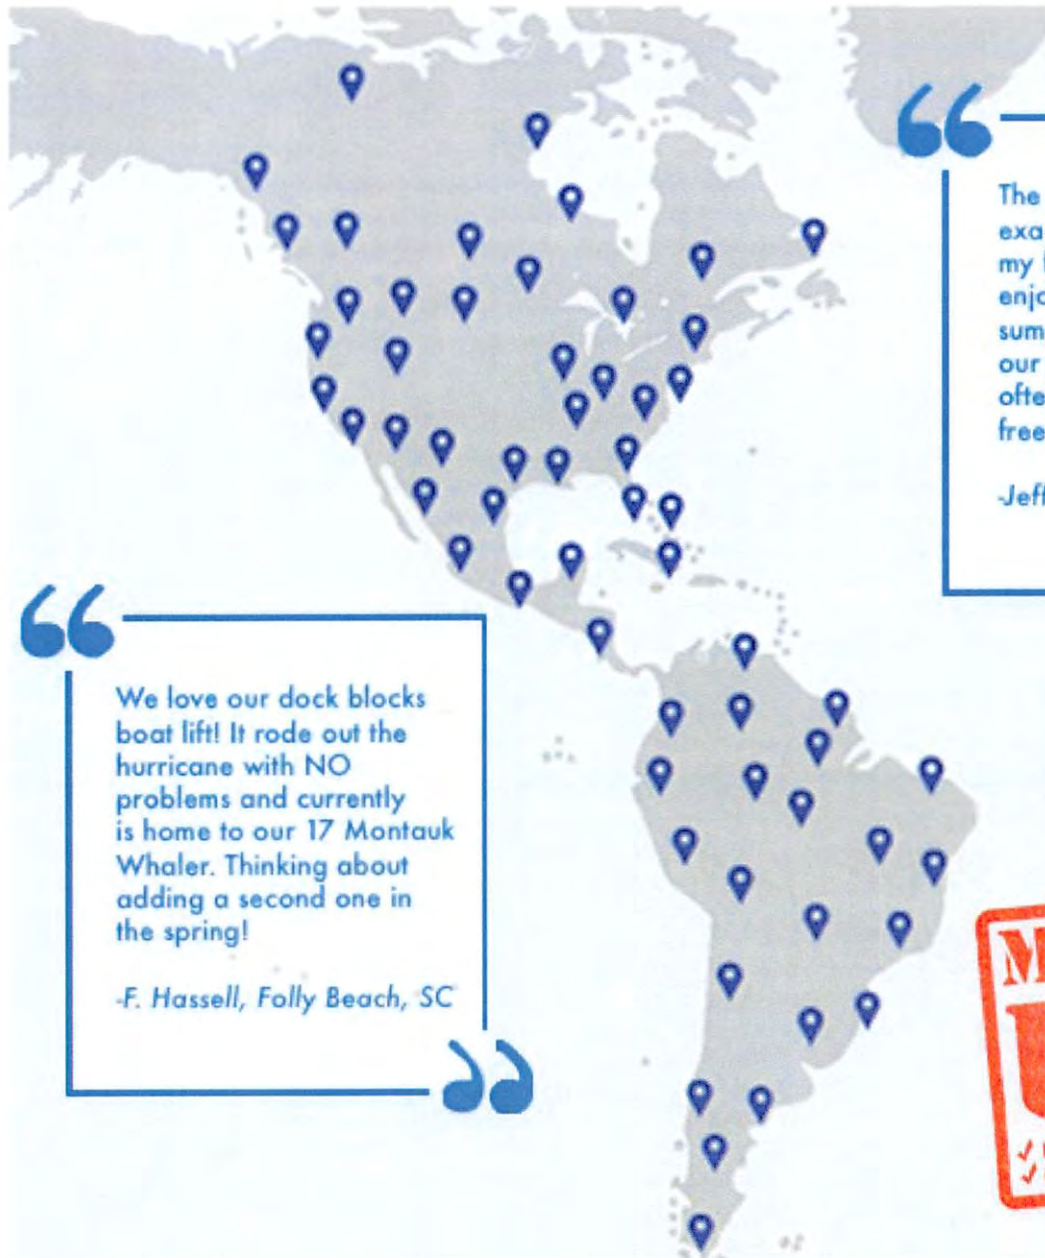 We love our dock blocks
boat lift! It rode out the
hurricane with NO
problems and currently
is home to our 17 Montauk
Whaler. Thinking about
adding a second one in
the spring!
-F. Hassell, Folly Beach, SC
The
my
our
free
-Jeff
M